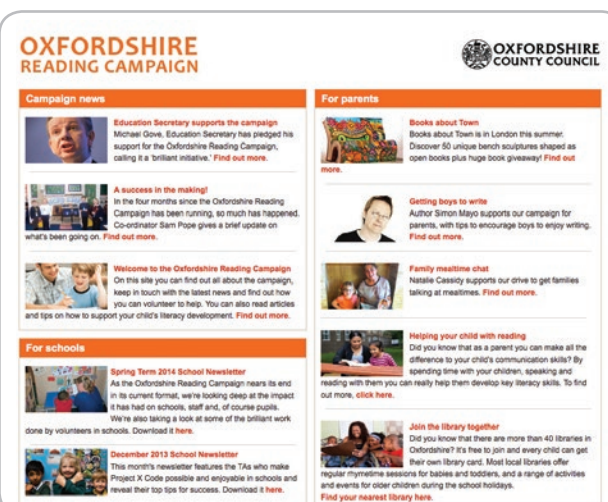 OXFORDSHIRE
READING CAMPAIGN
OXFORDSHIRE
COUNTY COUNCIL
Campaign news
Education Secretary supports the campaign
Michael Gove, Education Secretary has pledged his
support for the Oxfordshire Reading Campaign,
calling it a 'brilliant initiative.' Find out more.
A success in the making!
In the four months since the Oxfordshire Reading
Campaign has been running, so much has happened.
Co-ordinator Sam Pope gives a brief update on
what's been going on. Find out more.
Welcome to the Oxfordshire Reading Campaign
On this site you can find out all about the campaign,
keep in touch with the latest news and find out how
you can volunteer to help. You can also read articles
and tips on how to support your child's literacy development. Find out more.
For schools
Spring Term 2014 School Newsletter
As the Oxfordshire Reading Campaign nears its end
in its current format, we're looking deep at the impact
it has had on schools, staff and, of course pupils.
We're also taking a look at some of the brilliant work
done by volunteers in schools. Download it here.
December 2013 School Newsletter
This month's newsletter features the TAs who make
Project X Code possible and enjoyable in schools and
reveal their top tips for success. Download it here.
For parents
Books about Town
Books about Town is in London this summer.
Discover 50 unique bench sculptures shaped as
open books plus huge book giveaway! Find out
more.
Getting boys to write
Author Simon Mayo supports our campaign for
parents, with tips to encourage boys to enjoy writing.
Find out more.
Family mealtime chat
Natalie Cassidy supports our drive to get families
talking at mealtimes. Find out more.
Helping your child with reading
Did you know that as a parent you can make all the
difference to your child's communication skills? By
spending time with your children, speaking and
reading with them you can really help them develop key literacy skills. To find
out more, click here.
Join the library together
Did you know that there are more than 40 libraries in
Oxfordshire? It's free to join and every child can get
their own library card. Most local libraries offer
regular rhymetime sessions for babies and toddlers, and a range of activities
and events for older children during the school holidays.
Find your nearest library here.